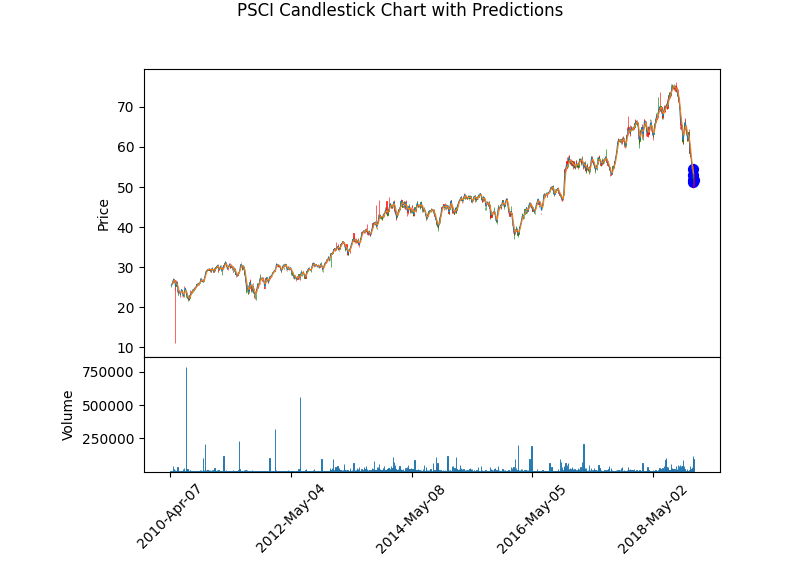 PSCI Candlestick Chart with Predictions
70
60
50
40
30
20
10
Price
750000
500000
250000
Volume
2010-Apr-07
2012-May-04
2014-May-08
2016-May-05
2018-May-02